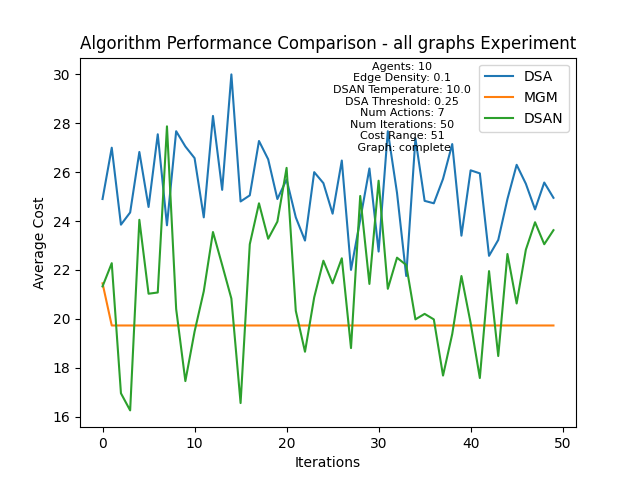 Algorithm Performance Comparison - all graphs Experiment
Agents: 10
Edge Density: 0.1
DSAN Temperature: 10.0
DSA Threshold: 0.25
Num Actions: 7
Num Iterations: 50
Cost Range: 51
Graph: complete
DSA
MGM
DSAN
Average Cost
30
28
26
24
22
20
18
16
0
10
20
30
40
50
Iterations